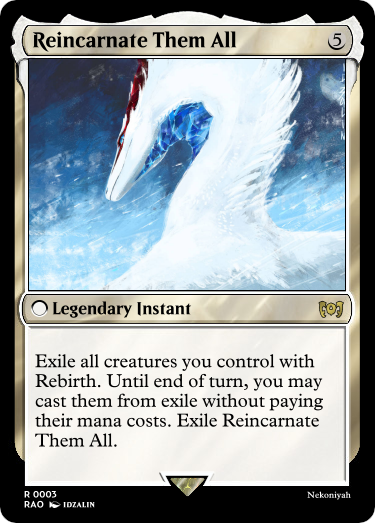 Reincarnate Them All 5
Legendary Instant
Exile all creatures you control with
Rebirth. Until end of turn, you may
cast them from exile without paying
their mana costs. Exile Reincarnate
Them All.
R 0003
RAO IDZALIN
Nekoniyah